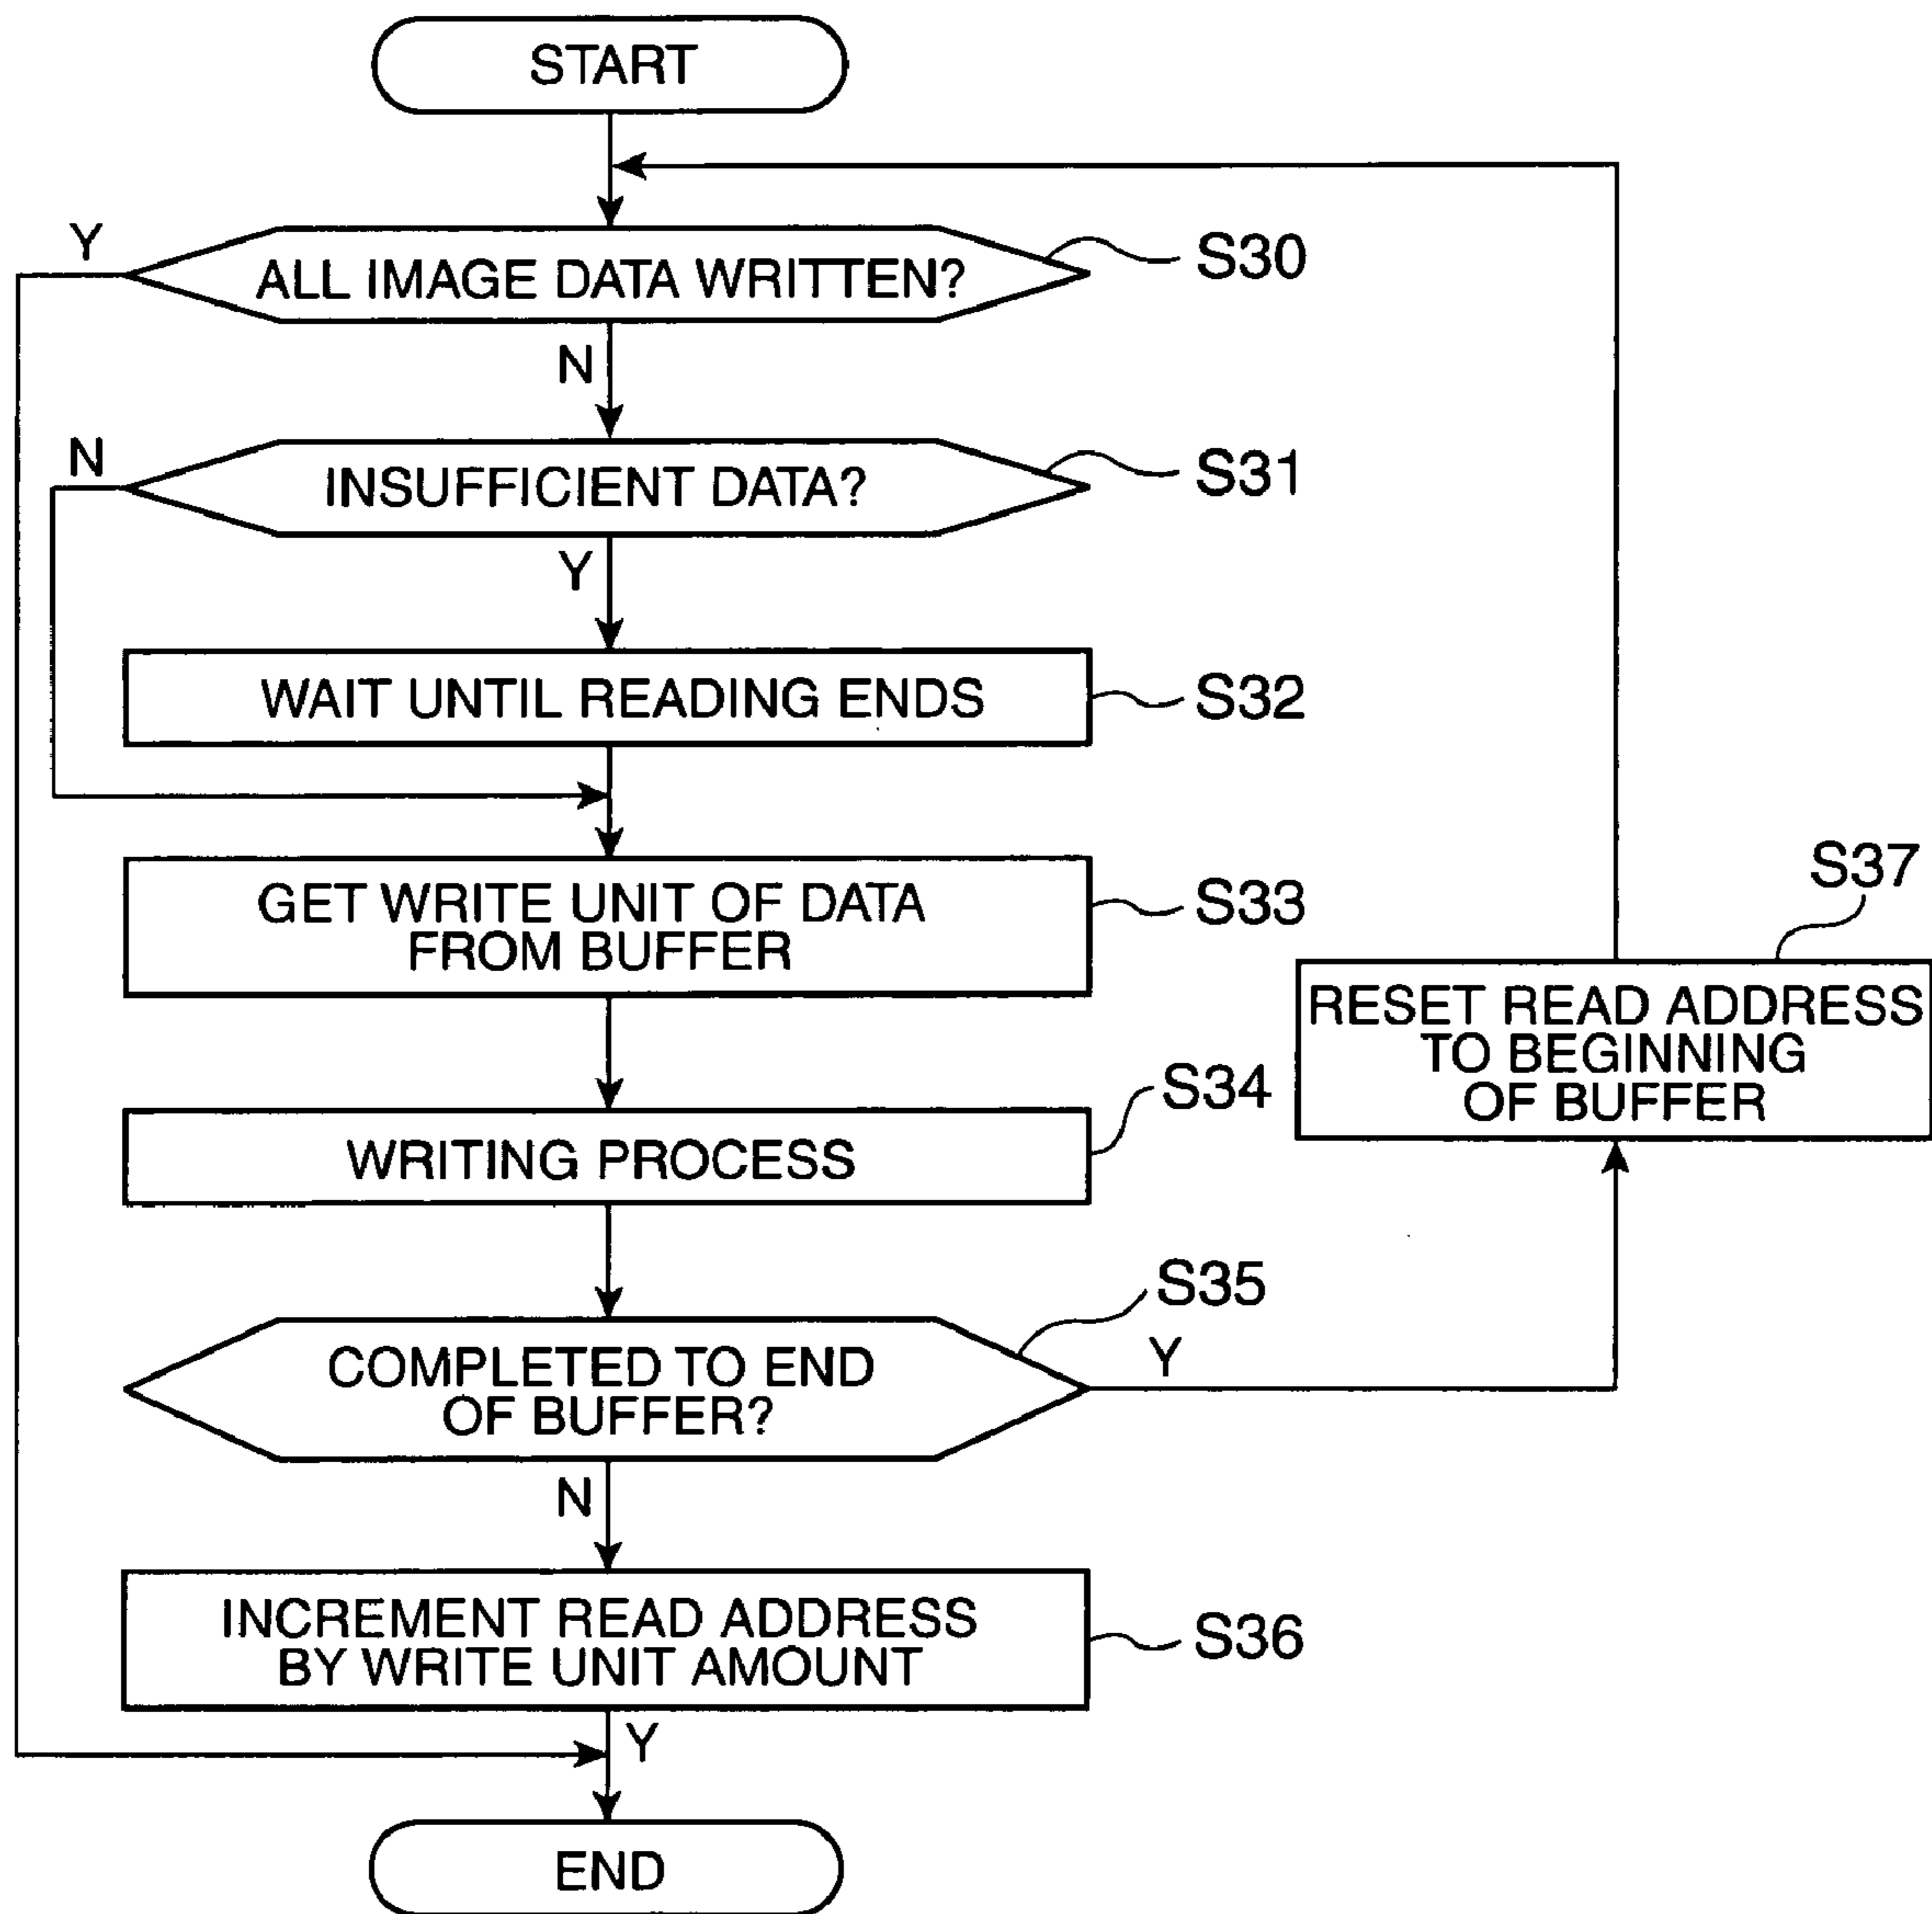 START
Y
ALL IMAGE DATA WRITTEN?
S30
N
N
INSUFFICIENT DATA?
S31
Y
WAIT UNTIL READING ENDS
S32
GET WRITE UNIT OF DATA
FROM BUFFER
S33
S37
RESET READ ADDRESS
TO BEGINNING
OF BUFFER
WRITING PROCESS
S34
COMPLETED TO END
OF BUFFER?
S35
Y
N
INCREMENT READ ADDRESS
BY WRITE UNIT AMOUNT
S36
Y
END